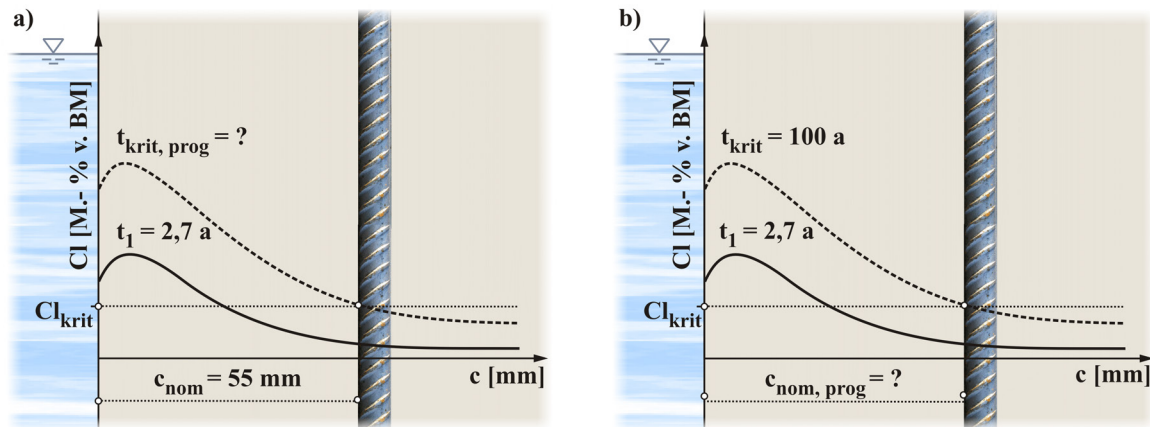 a)
Cl [M.- % v. BM]
t_krit, prog = ?
t_1 = 2,7 a
Cl_krit
c_nom = 55 mm
c [mm]
b)
Cl [M.- % v. BM]
t_krit = 100 a
t_1 = 2,7 a
Cl_krit
c_nom, prog = ?
c [mm]